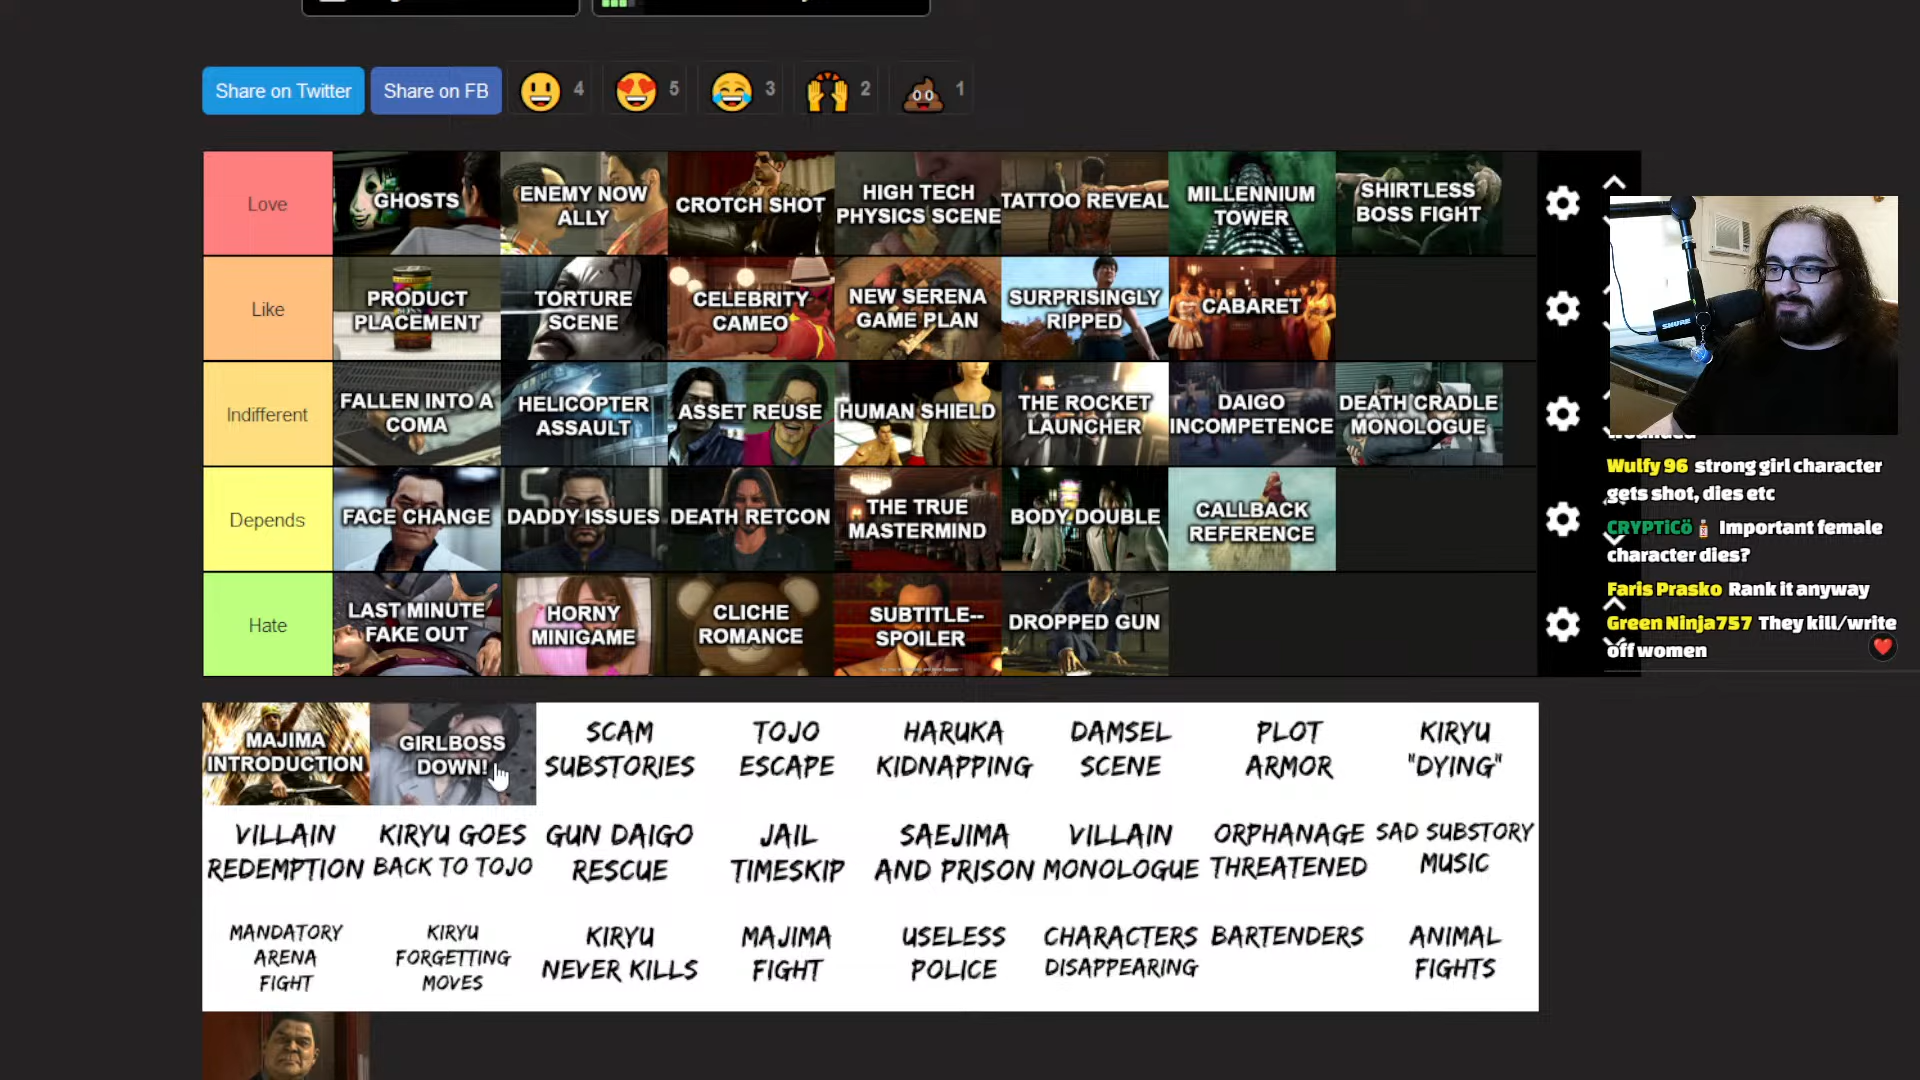 Share on Twitter
Share on FB
4
5
3
2
1
Love
GHOSTS
ENEMY NOW
ALLY
CROTCH SHOT
HIGH TECH
PHYSICS SCENE
TATTOO REVEAL
MILLENNIUM
TOWER
SHIRTLESS
BOSS FIGHT
Like
PRODUCT
PLACEMENT
TORTURE
SCENE
CELEBRITY
CAMEO
NEW SERENA
GAME PLAN
SURPRISINGLY
RIPPED
CABARET
Indifferent
FALLEN INTO A
COMA
HELICOPTER
ASSAULT
ASSET REUSE
HUMAN SHIELD
THE ROCKET
LAUNCHER
DAIGO
INCOMPETENCE
DEATH CRADLE
MONOLOGUE
Depends
FACE CHANGE
DADDY ISSUES
DEATH RETCON
THE TRUE
MASTERMIND
BODY DOUBLE
CALLBACK
REFERENCE
Hate
LAST MINUTE
FAKE OUT
HORNY
MINIGAME
CLICHE
ROMANCE
SUBTITLE--
SPOILER
DROPPED GUN
SHURE
Wulfy 96 strong girl character
gets shot, dies etc
CRYPTiCö Important female
character dies?
Faris Prasko Rank it anyway
Green Ninja757 They kill/write
off women
MAJIMA
INTRODUCTION
GIRLBOSS
DOWN!
SCAM
SUBSTORIES
TOJO
ESCAPE
HARUKA
KIDNAPPING
DAMSEL
SCENE
PLOT
ARMOR
KIRYU
"DYING"
VILLAIN
REDEMPTION
KIRYU GOES
BACK TO TOJO
GUN DAIGO
RESCUE
JAIL
TIMESKIP
SAEJIMA
AND PRISON
VILLAIN
MONOLOGUE
ORPHANAGE
THREATENED
SAD SUBSTORY
MUSIC
MANDATORY
ARENA
FIGHT
KIRYU
FORGETTING
MOVES
KIRYU
NEVER KILLS
MAJIMA
FIGHT
USELESS
POLICE
CHARACTERS
DISAPPEARING
BARTENDERS
ANIMAL
FIGHTS